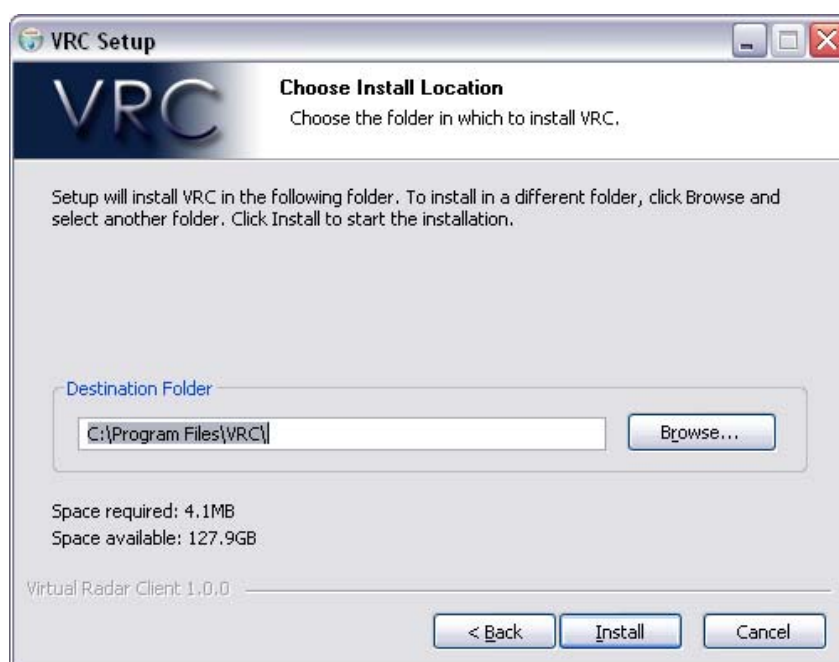 VRC Setup
VRC
Choose Install Location
Choose the folder in which to install VRC.
Setup will install VRC in the following folder. To install in a different folder, click Browse and
select another folder. Click Install to start the installation.
Destination Folder
C:\Program Files\VRC\
Browse...
Space required: 4.1MB
Space available: 127.9GB
Virtual Radar Client 1.0.0
< Back
Install
Cancel